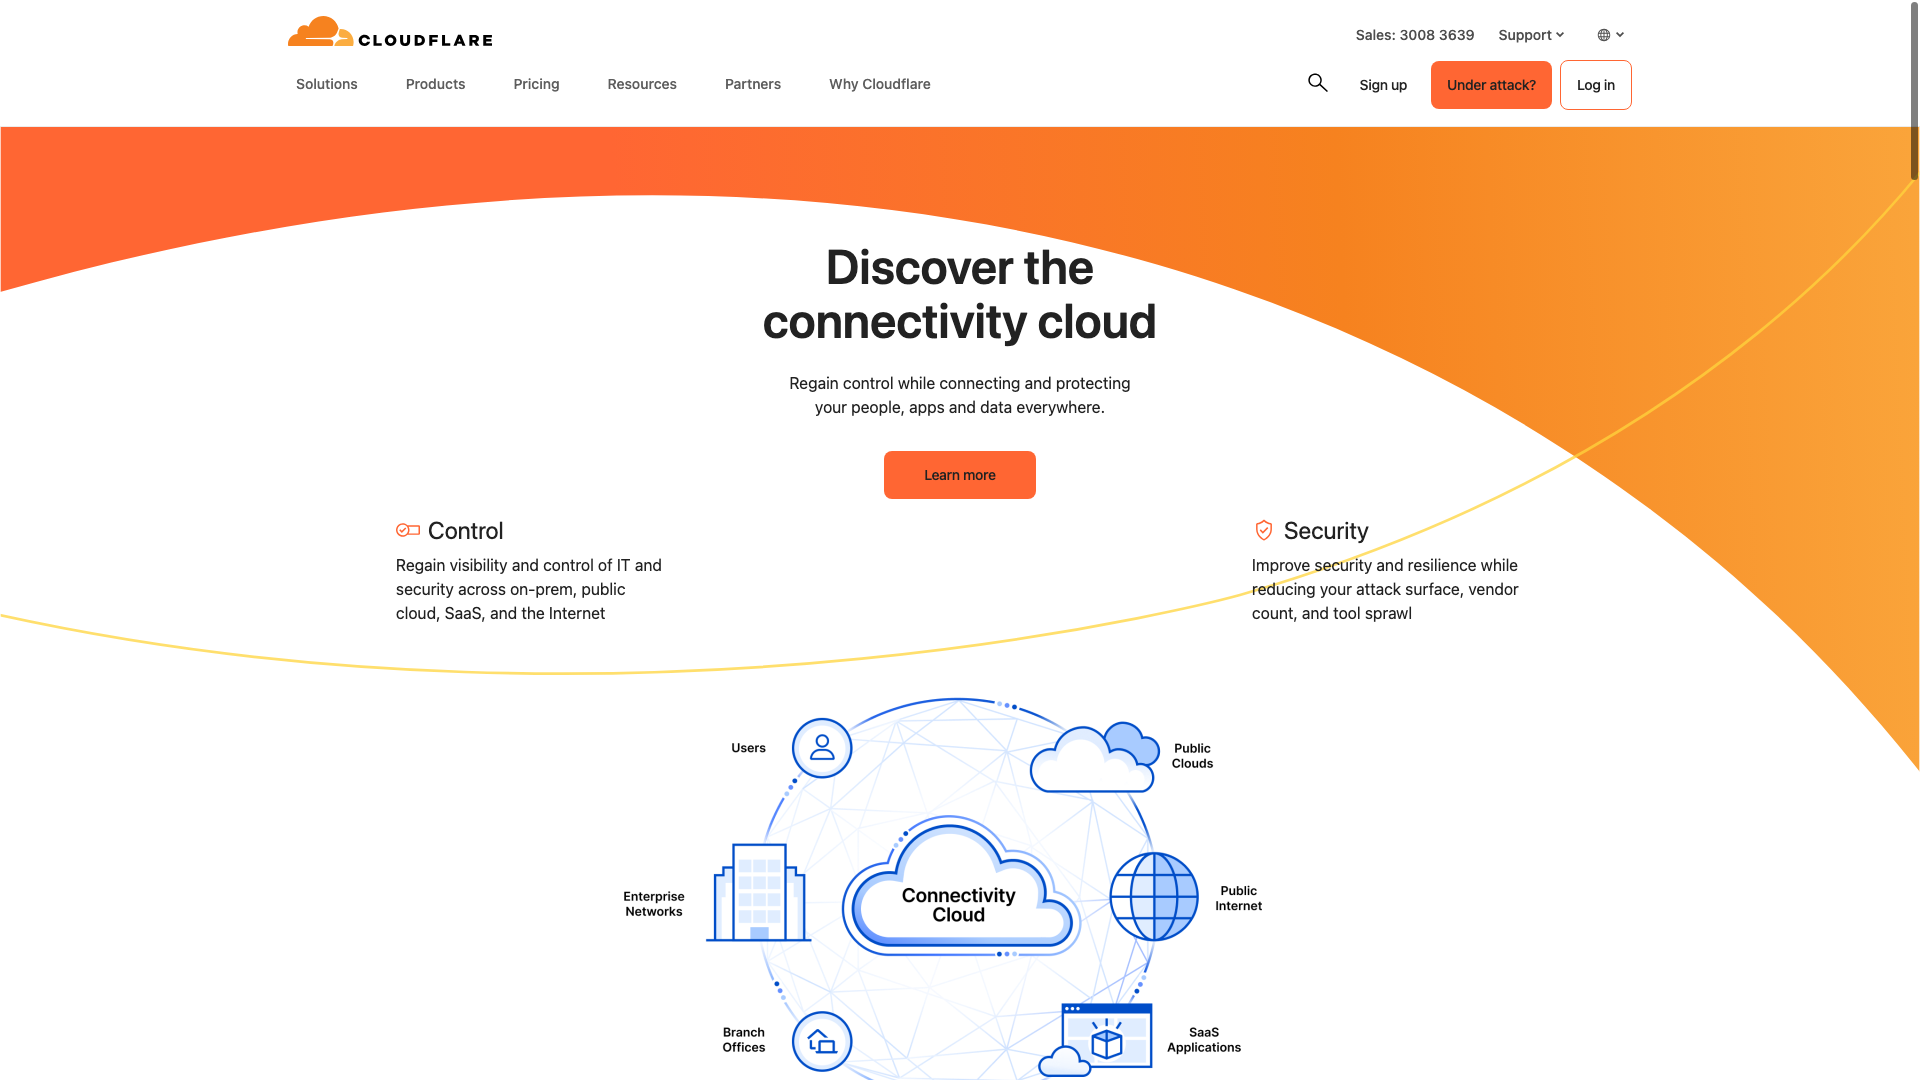 CLOUDFLARE
Sales: 3008 3639
Support
Solutions
Products
Pricing
Resources
Partners
Why Cloudflare
Sign up
Under attack?
Log in
Discover the
connectivity cloud
Regain control while connecting and protecting
your people, apps and data everywhere.
Learn more
Control
Regain visibility and control of IT and
security across on-prem, public
cloud, SaaS, and the Internet
Security
Improve security and resilience while
reducing your attack surface, vendor
count, and tool sprawl
Users
Public
Clouds
Enterprise
Networks
Connectivity
Cloud
Public
Internet
Branch
Offices
SaaS
Applications